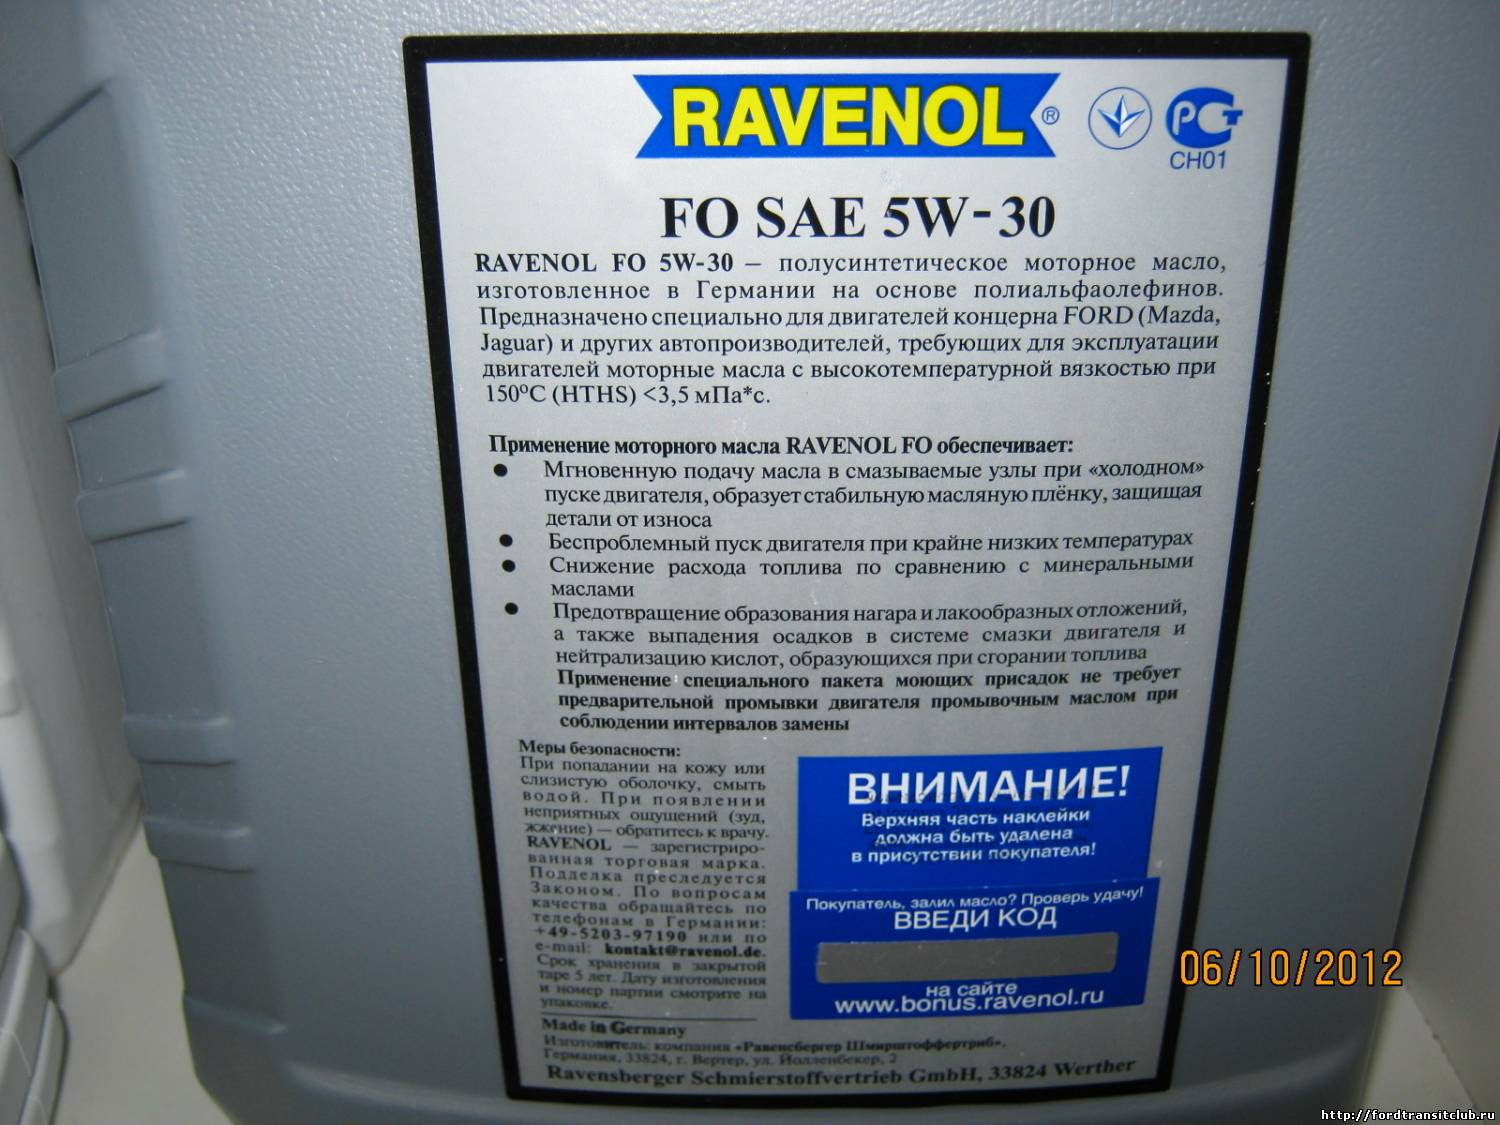 RAVENOL®
РСТ
CH01
FO SAE 5W-30
RAVENOL FO 5W-30 – полусинтетическое моторное масло,
изготовленное в Германии на основе полиальфаолефинов.
Предназначено специально для двигателей концерна FORD (Mazda,
Jaguar) и других автопроизводителей, требующих для эксплуатации
двигателей моторные масла с высокотемпературной вязкостью при
150ºС (HTHS) <3,5 мПа*с.
Применение моторного масла RAVENOL FO обеспечивает:
● Мгновенную подачу масла в смазываемые узлы при «холодном»
пуске двигателя, образует стабильную масляную плёнку, защищая
детали от износа
● Беспроблемный пуск двигателя при крайне низких температурах
● Снижение расхода топлива по сравнению с минеральными
маслами
● Предотвращение образования нагара и лакообразных отложений,
а также выпадения осадков в системе смазки двигателя и
нейтрализацию кислот, образующихся при сгорании топлива
Применение специального пакета моющих присадок не требует
предварительной промывки двигателя промывочным маслом при
соблюдении интервалов замены
Меры безопасности:
При попадании на кожу или
слизистую оболочку, смыть
водой. При появлении
неприятных ощущений (зуд,
жжение) — обратитесь к врачу.
RAVENOL — зарегистриро-
ванная торговая марка.
Подделка преследуется
Законом. По вопросам
качества обращайтесь по
телефонам в Германии:
+49-5203-97190 или по
e-mail: kontakt@ravenol.de.
Срок хранения в закрытой
таре 5 лет. Дату изготовления
и номер партии смотрите на
упаковке.
ВНИМАНИЕ!
Верхняя часть наклейки
должна быть удалена
в присутствии покупателя!
Покупатель, залил масло? Проверь удачу!
ВВЕДИ КОД
на сайте
www.bonus.ravenol.ru
Made in Germany
Изготовитель: компания «Равенсбергер Шмирштоффертриб»,
Германия, 33824, г. Вертер, ул. Йолленбекер, 2
Ravensberger Schmierstoffvertrieb GmbH, 33824 Werther
06/10/2012
http://fordtransitclub.ru